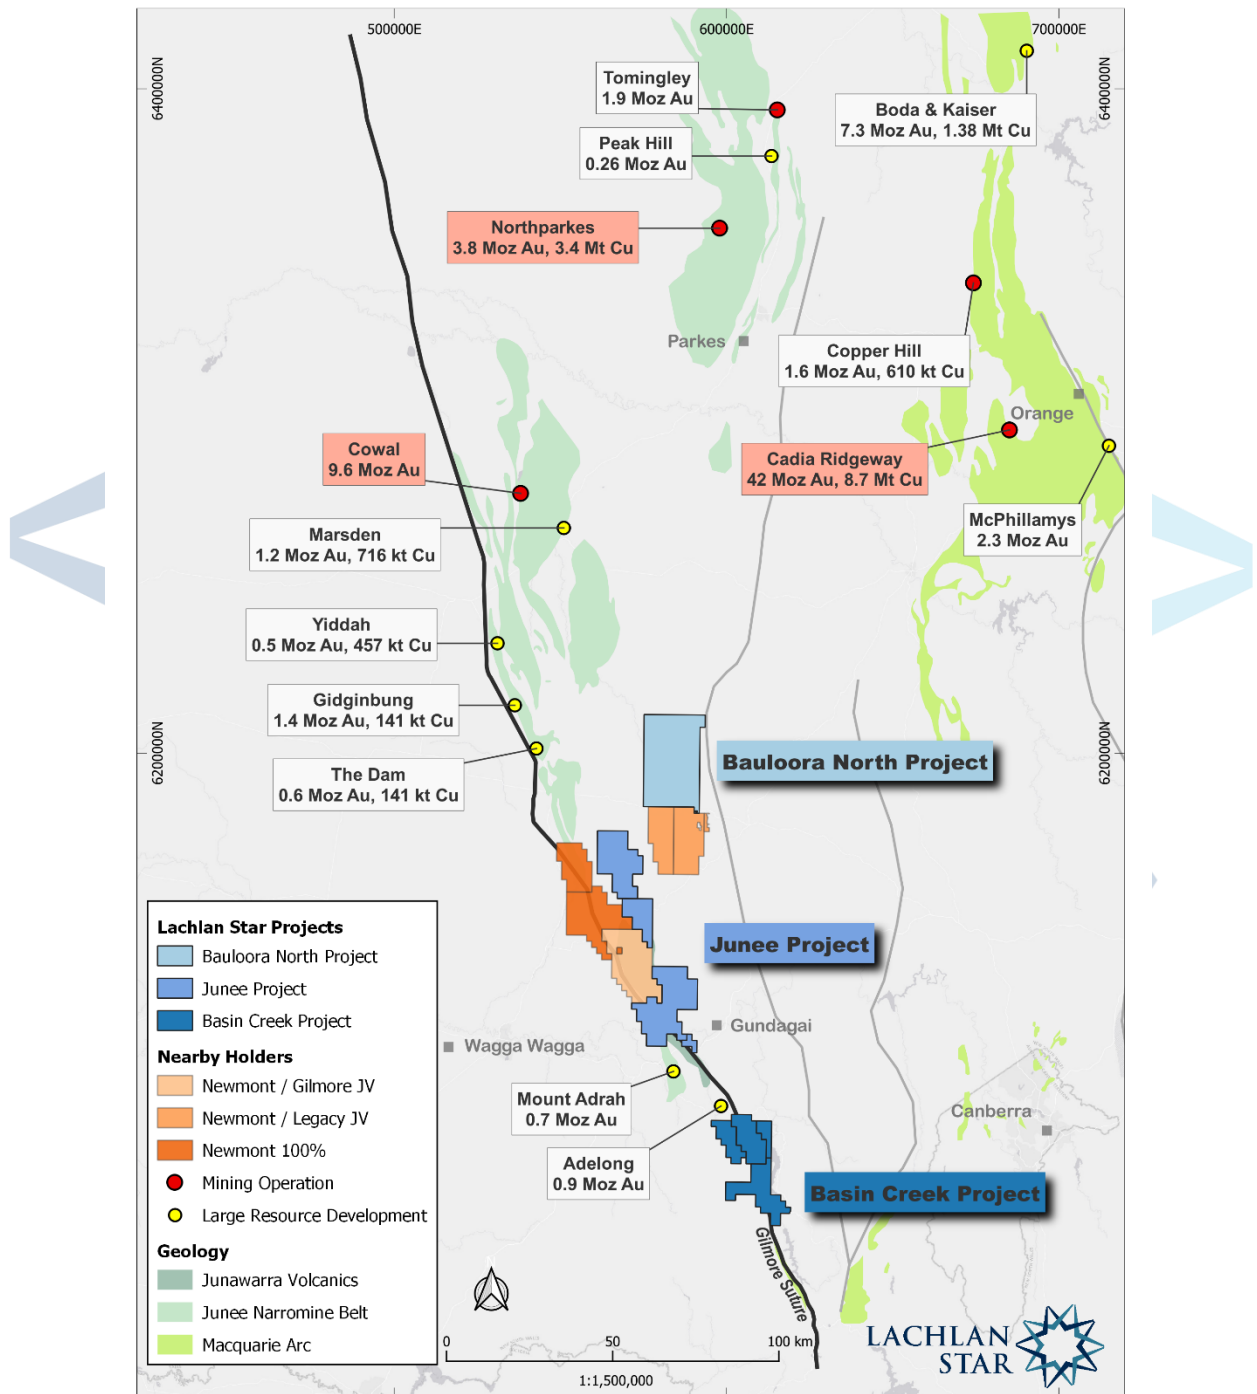 500000E
600000E
700000E
6400000N
6400000N
Tomingley
1.9 Moz Au
Boda & Kaiser
7.3 Moz Au, 1.38 Mt Cu
Peak Hill
0.26 Moz Au
Northparkes
3.8 Moz Au, 3.4 Mt Cu
Parkes
Copper Hill
1.6 Moz Au, 610 kt Cu
Orange
Cowal
9.6 Moz Au
Cadia Ridgeway
42 Moz Au, 8.7 Mt Cu
McPhillamys
2.3 Moz Au
Marsden
1.2 Moz Au, 716 kt Cu
Yiddah
0.5 Moz Au, 457 kt Cu
Gidginbung
1.4 Moz Au, 141 kt Cu
6200000N
6200000N
The Dam
0.6 Moz Au, 141 kt Cu
Bauloora North Project
Junee Project
Gundagai
Wagga Wagga
Mount Adrah
0.7 Moz Au
Canberra
Adelong
0.9 Moz Au
Basin Creek Project
Gilmore Suture
Lachlan Star Projects
Bauloora North Project
Junee Project
Basin Creek Project
Nearby Holders
Newmont / Gilmore JV
Newmont / Legacy JV
Newmont 100%
Mining Operation
Large Resource Development
Geology
Junawarra Volcanics
Junee Narromine Belt
Macquarie Arc
N
0 50 100 km
1:1,500,000
LACHLAN
STAR